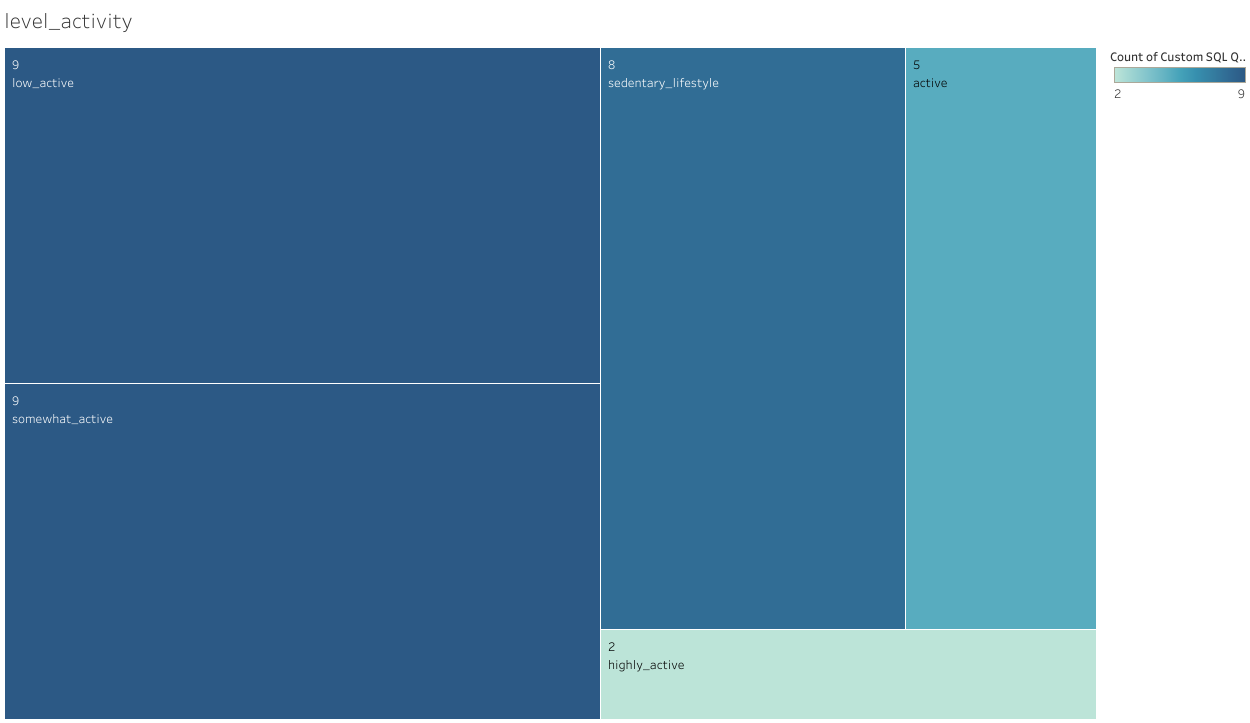 level_activity
9
low_active
9
somewhat_active
8
sedentary_lifestyle
5
active
2
highly_active
Count of Custom SQL Q..
2 9